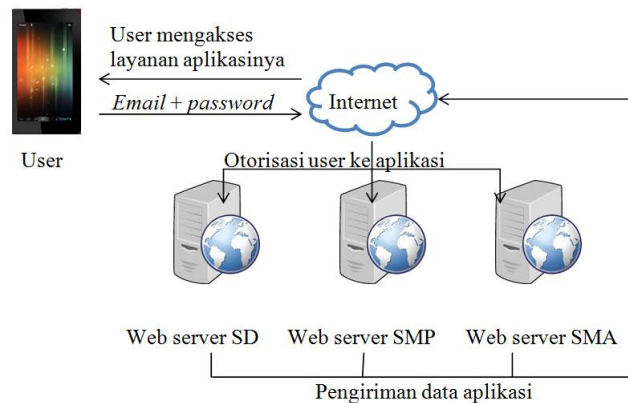 User mengakses
layanan aplikasinya
Email + password
Internet
User
Otorisasi user ke aplikasi
Web server SD
Web server SMP
Web server SMA
Pengiriman data aplikasi